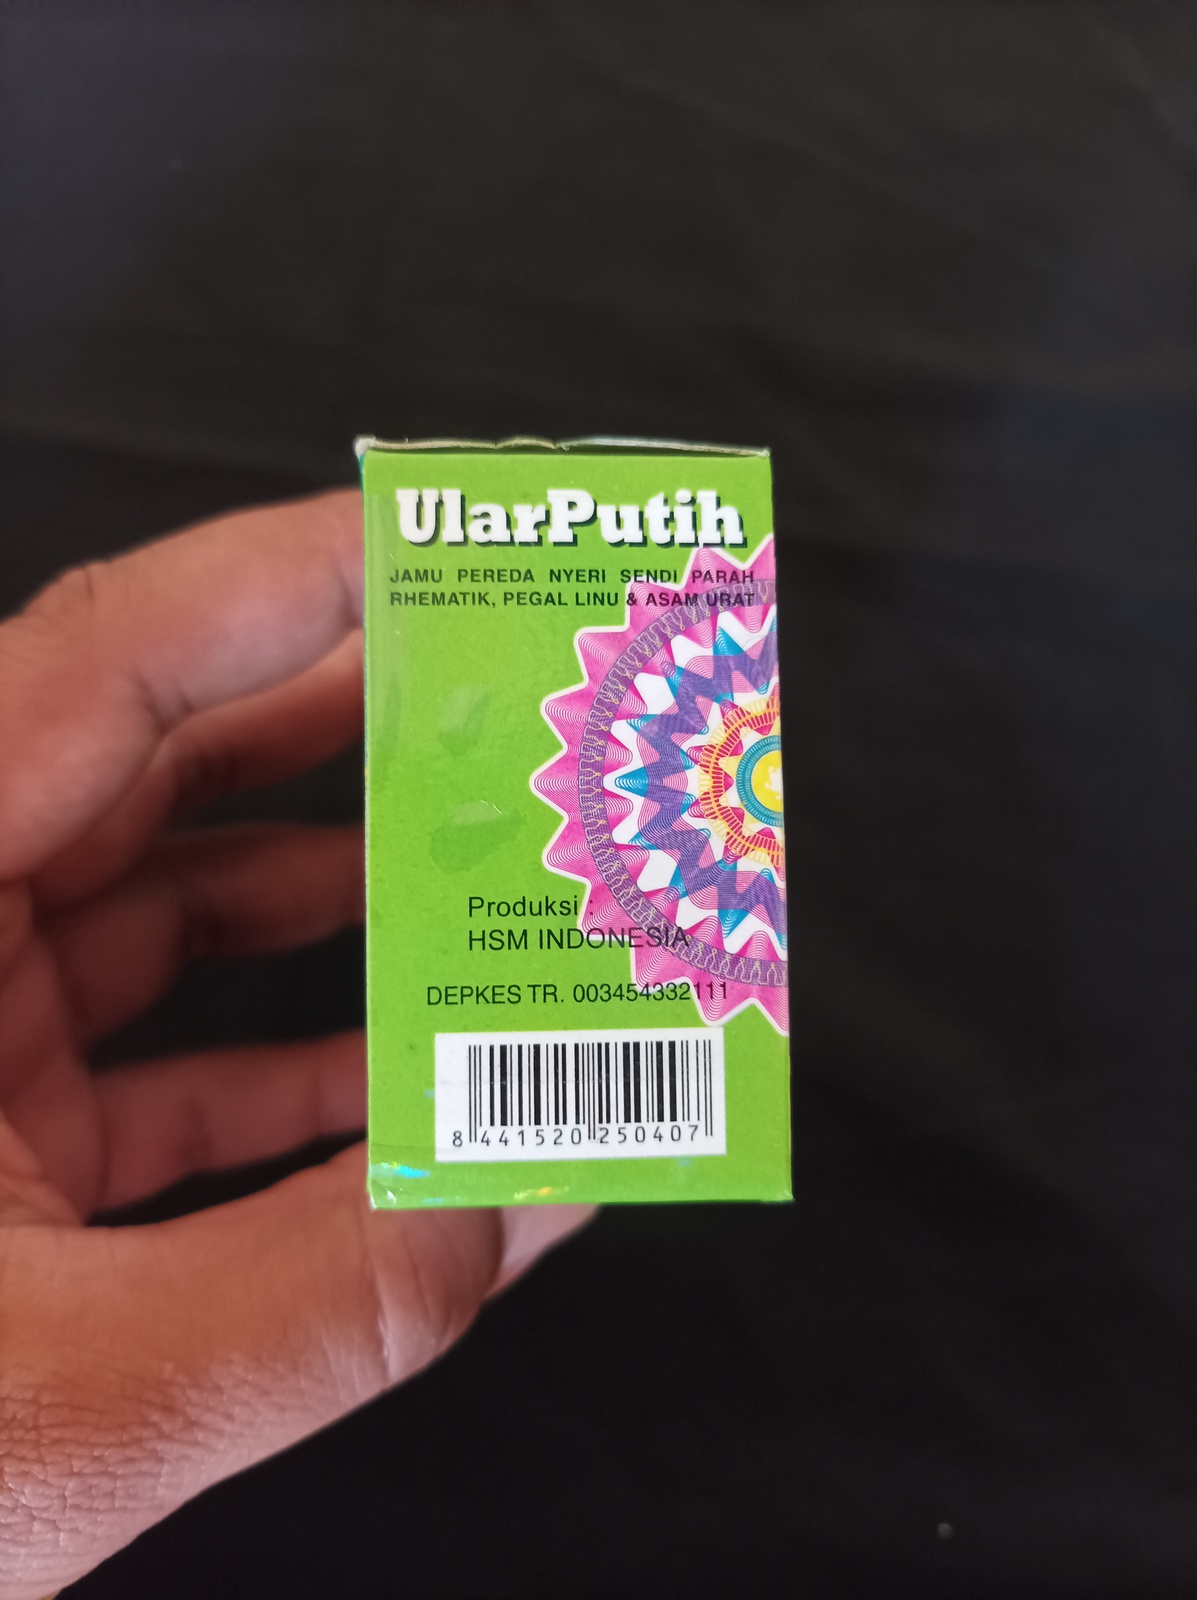 UlarPutih
JAMU PEREDA NYERI SENDI PARAH
RHEMATIK, PEGAL LINU & ASAM URAT
Produksi :
HSM INDONESIA
DEPKES TR. 003454332111
8 441520 250407